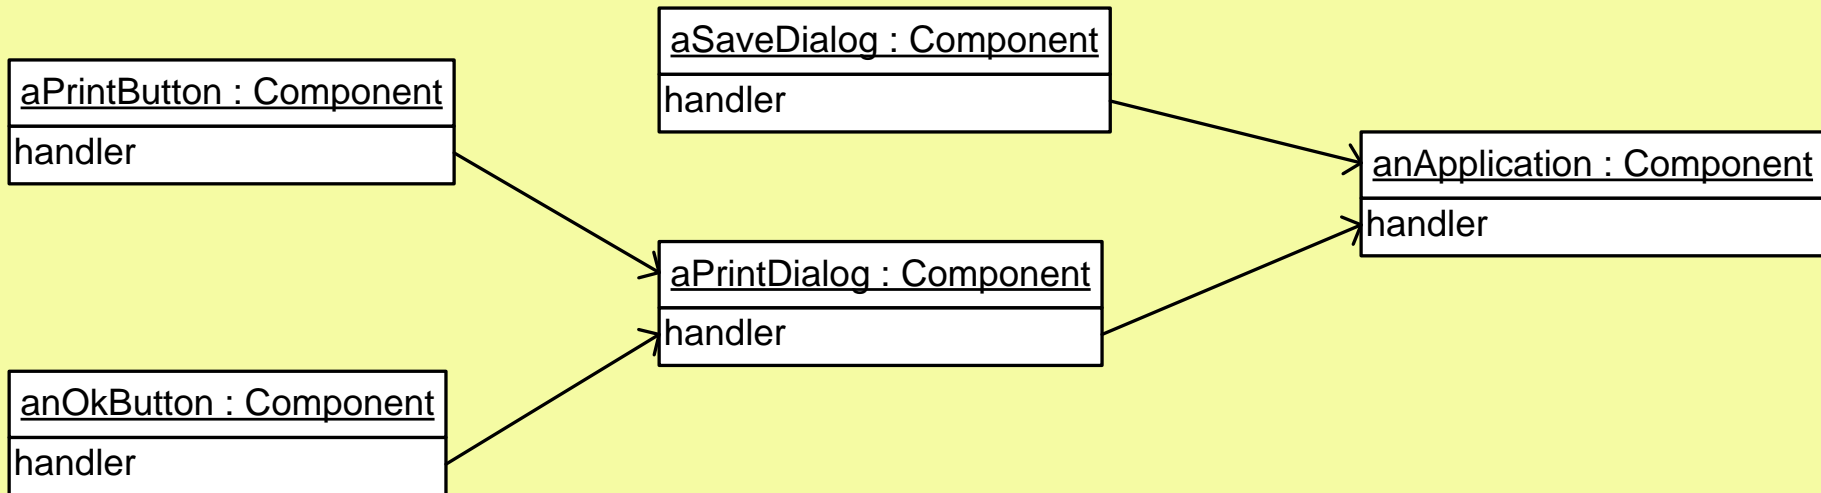 aSaveDialog : Component
handler
aPrintButton : Component
handler
anApplication : Component
handler
aPrintDialog : Component
handler
anOkButton : Component
handler